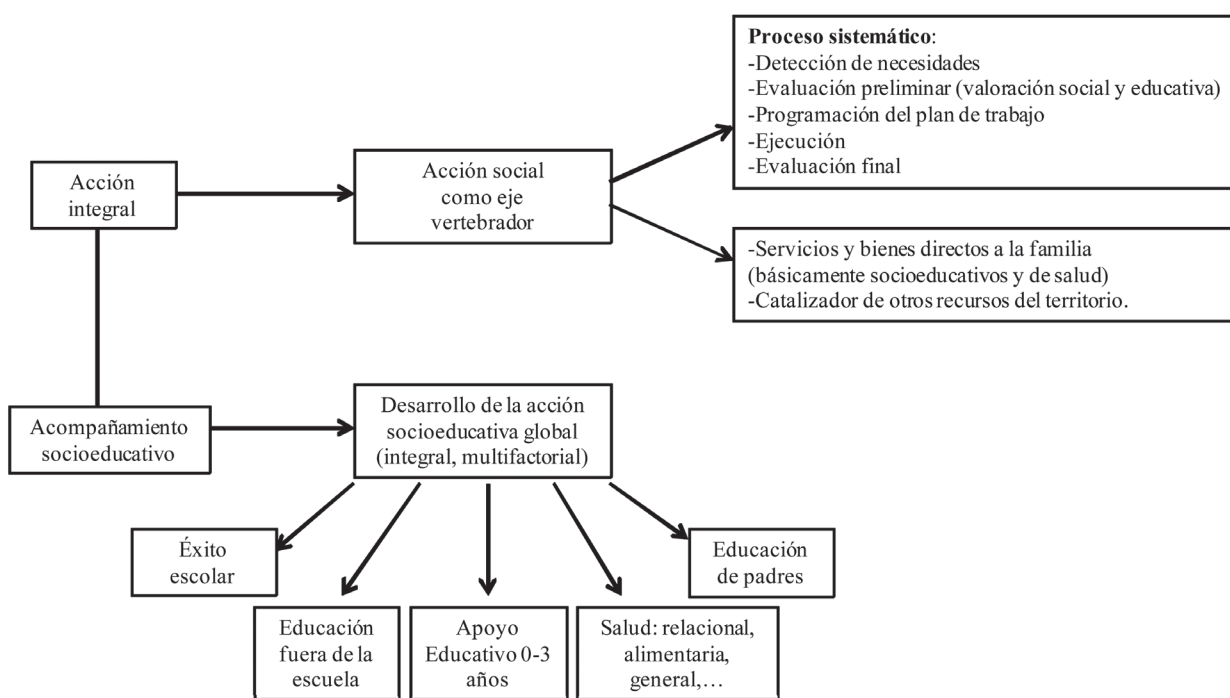 Proceso sistemático:
-Detección de necesidades
-Evaluación preliminar (valoración social y educativa)
-Programación del plan de trabajo
-Ejecución
-Evaluación final
Acción
integral
Acción social
como eje
vertebrador
-Servicios y bienes directos a la familia
(básicamente socioeducativos y de salud)
-Catalizador de otros recursos del territorio.
Acompañamiento
socioeducativo
Desarrollo de la acción
socioeducativa global
(integral, multifactorial)
Éxito
escolar
Educación
de padres
Educación
fuera de la
escuela
Apoyo
Educativo 0-3
años
Salud: relacional,
alimentaria,
general,…